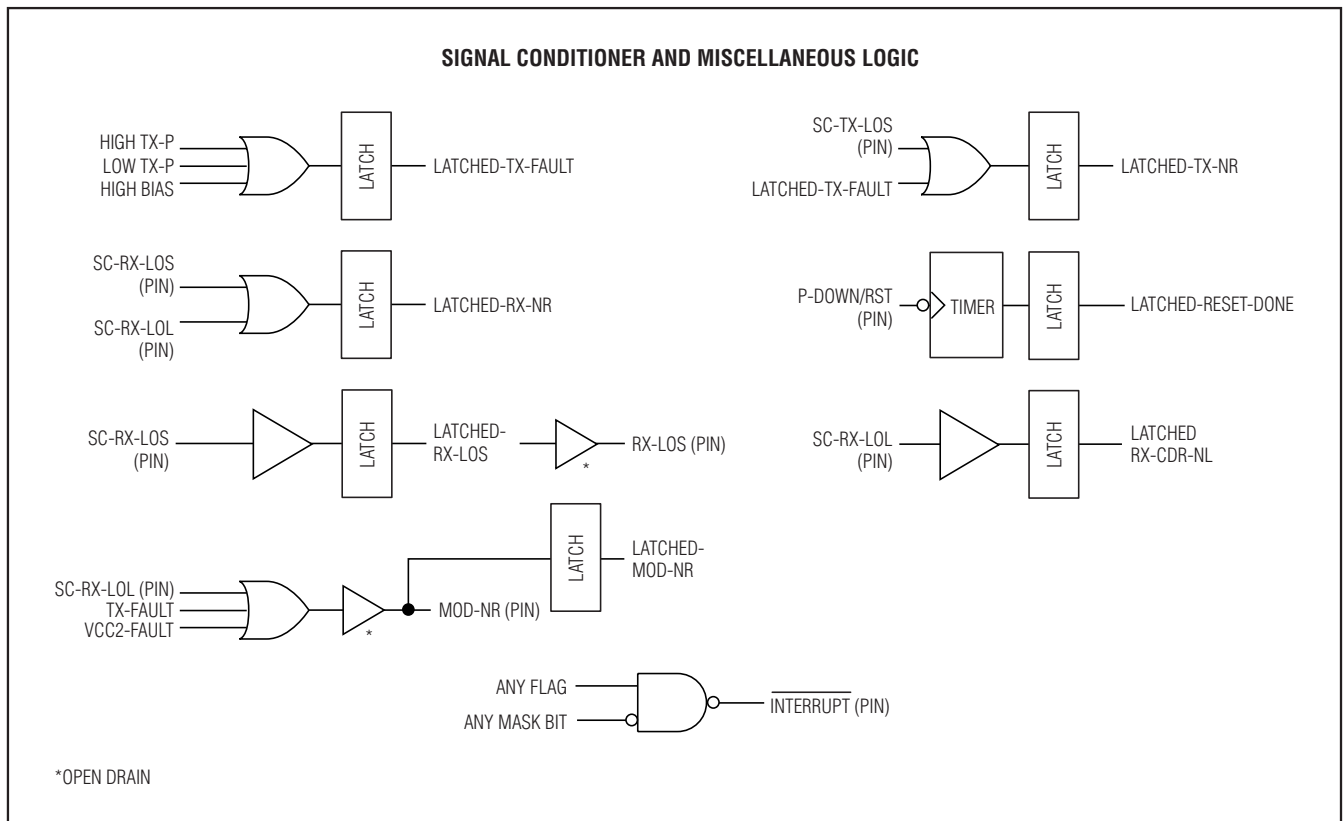 SIGNAL CONDITIONER AND MISCELLANEOUS LOGIC
HIGH TX-P
LOW TX-P
HIGH BIAS
LATCH
LATCHED-TX-FAULT
SC-TX-LOS
(PIN)
LATCHED-TX-FAULT
LATCH
LATCHED-TX-NR
SC-RX-LOS
(PIN)
SC-RX-LOL
(PIN)
LATCH
LATCHED-RX-NR
P-DOWN/RST
(PIN)
TIMER
LATCH
LATCHED-RESET-DONE
SC-RX-LOS
(PIN)
LATCH
LATCHED-
RX-LOS
*
RX-LOS (PIN)
SC-RX-LOL
(PIN)
LATCH
LATCHED
RX-CDR-NL
SC-RX-LOL (PIN)
TX-FAULT
VCC2-FAULT
*
MOD-NR (PIN)
LATCH
LATCHED-
MOD-NR
ANY FLAG
ANY MASK BIT
INTERRUPT (PIN)
*OPEN DRAIN